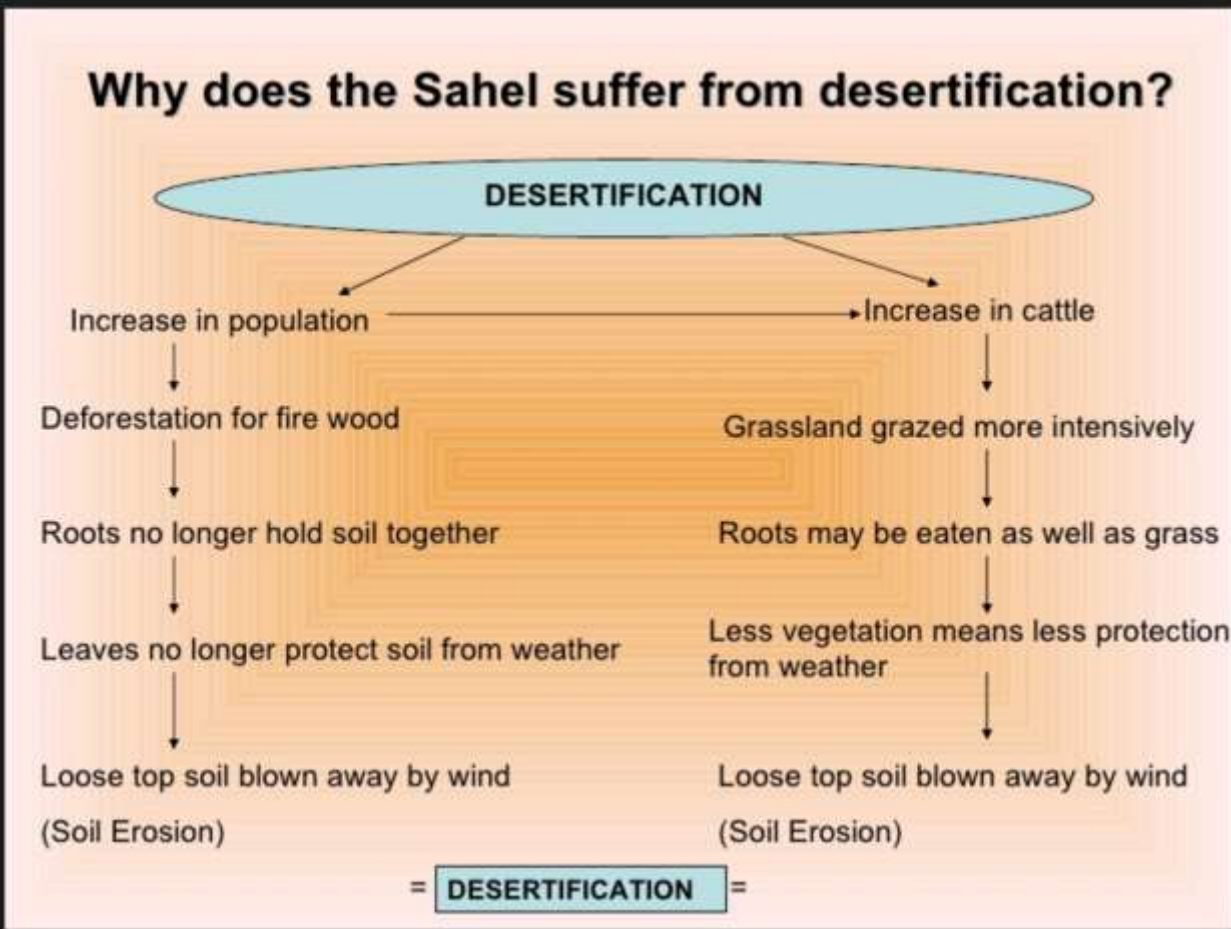 Why does the Sahel suffer from desertification?
DESERTIFICATION
Increase in population
Increase in cattle
Deforestation for fire wood
Grassland grazed more intensively
Roots no longer hold soil together
Roots may be eaten as well as grass
Leaves no longer protect soil from weather
Less vegetation means less protection
from weather
Loose top soil blown away by wind
(Soil Erosion)
Loose top soil blown away by wind
(Soil Erosion)
= DESERTIFICATION =